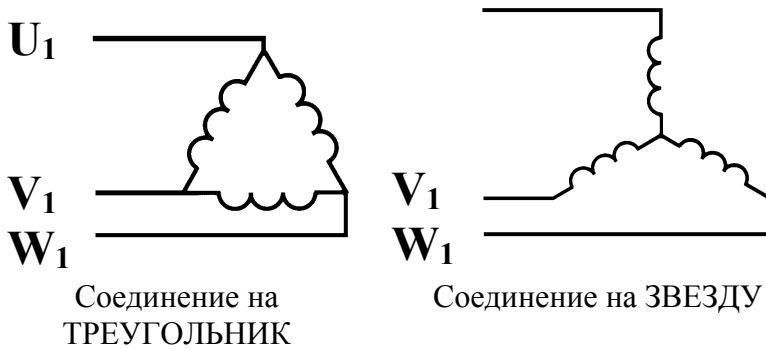 U1
V1
W1
Соединение на
ТРЕУГОЛЬНИК
V1
W1
Соединение на ЗВЕЗДУ